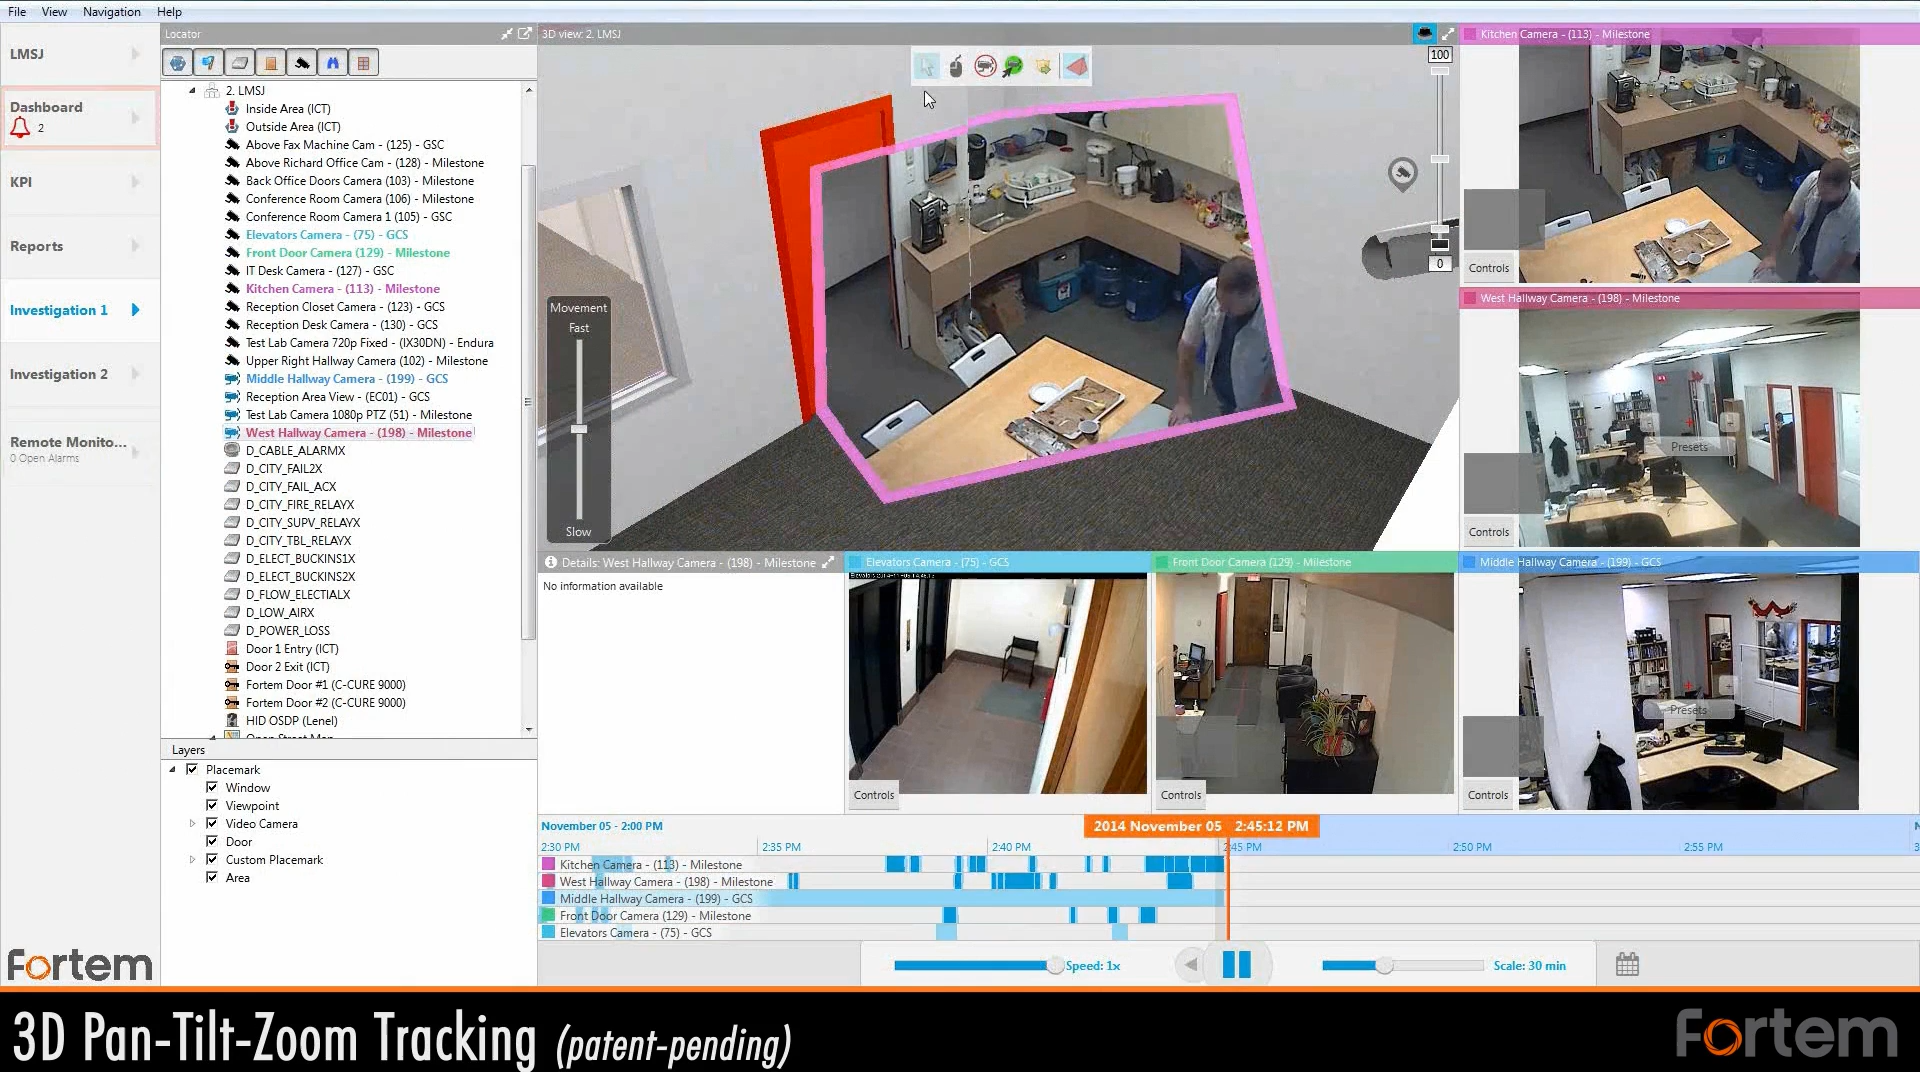 File View Navigation Help
LMSJ
Dashboard
2
KPI
Reports
Investigation 1
Investigation 2
Remote Monito...
0 Open Alarms
Fortem
Locator
2. LMSJ
Inside Area (ICT)
Outside Area (ICT)
Above Fax Machine Cam - (125) - GSC
Above Richard Office Cam - (128) - Milestone
Back Office Doors Camera (103) - Milestone
Conference Room Camera (106) - Milestone
Conference Room Camera 1 (105) - GSC
Elevators Camera - (75) - GCS
Front Door Camera (129) - Milestone
IT Desk Camera - (127) - GSC
Kitchen Camera - (113) - Milestone
Reception Closet Camera - (123) - GCS
Reception Desk Camera - (130) - GCS
Test Lab Camera 720p Fixed - (IX30DN) - Endura
Upper Right Hallway Camera (102) - Milestone
Middle Hallway Camera - (199) - GCS
Reception Area View - (EC01) - GCS
Test Lab Camera 1080p PTZ (51) - Milestone
West Hallway Camera - (198) - Milestone
D_CABLE_ALARMX
D_CITY_FAIL2X
D_CITY_FAIL_ACX
D_CITY_FIRE_RELAYX
D_CITY_SUPV_RELAYX
D_CITY_TBL_RELAYX
D_ELECT_BUCKINS1X
D_ELECT_BUCKINS2X
D_FLOW_ELECTIALX
D_LOW_AIRX
D_POWER_LOSS
Door 1 Entry (ICT)
Door 2 Exit (ICT)
Fortem Door #1 (C-CURE 9000)
Fortem Door #2 (C-CURE 9000)
HID OSDP (Lenel)
Open Street Map
Layers
Placemark
Window
Viewpoint
Video Camera
Door
Custom Placemark
Area
3D view: 2. LMSJ
100
0
Movement
Fast
Slow
Kitchen Camera - (113) - Milestone
Controls
West Hallway Camera - (198) - Milestone
Presets
Controls
Details: West Hallway Camera - (198) - Milestone
No information available
Elevators Camera - (75) - GCS
Controls
Front Door Camera (129) - Milestone
Controls
Middle Hallway Camera - (199) - GCS
Presets
Controls
November 05 - 2:00 PM
2014 November 05 2:45:12 PM
2:30 PM 2:35 PM 2:40 PM 2:45 PM 2:50 PM 2:55 PM
Kitchen Camera - (113) - Milestone
West Hallway Camera - (198) - Milestone
Middle Hallway Camera - (199) - GCS
Front Door Camera (129) - Milestone
Elevators Camera - (75) - GCS
Speed: 1x
Scale: 30 min
3D Pan-Tilt-Zoom Tracking (patent-pending)
Fortem